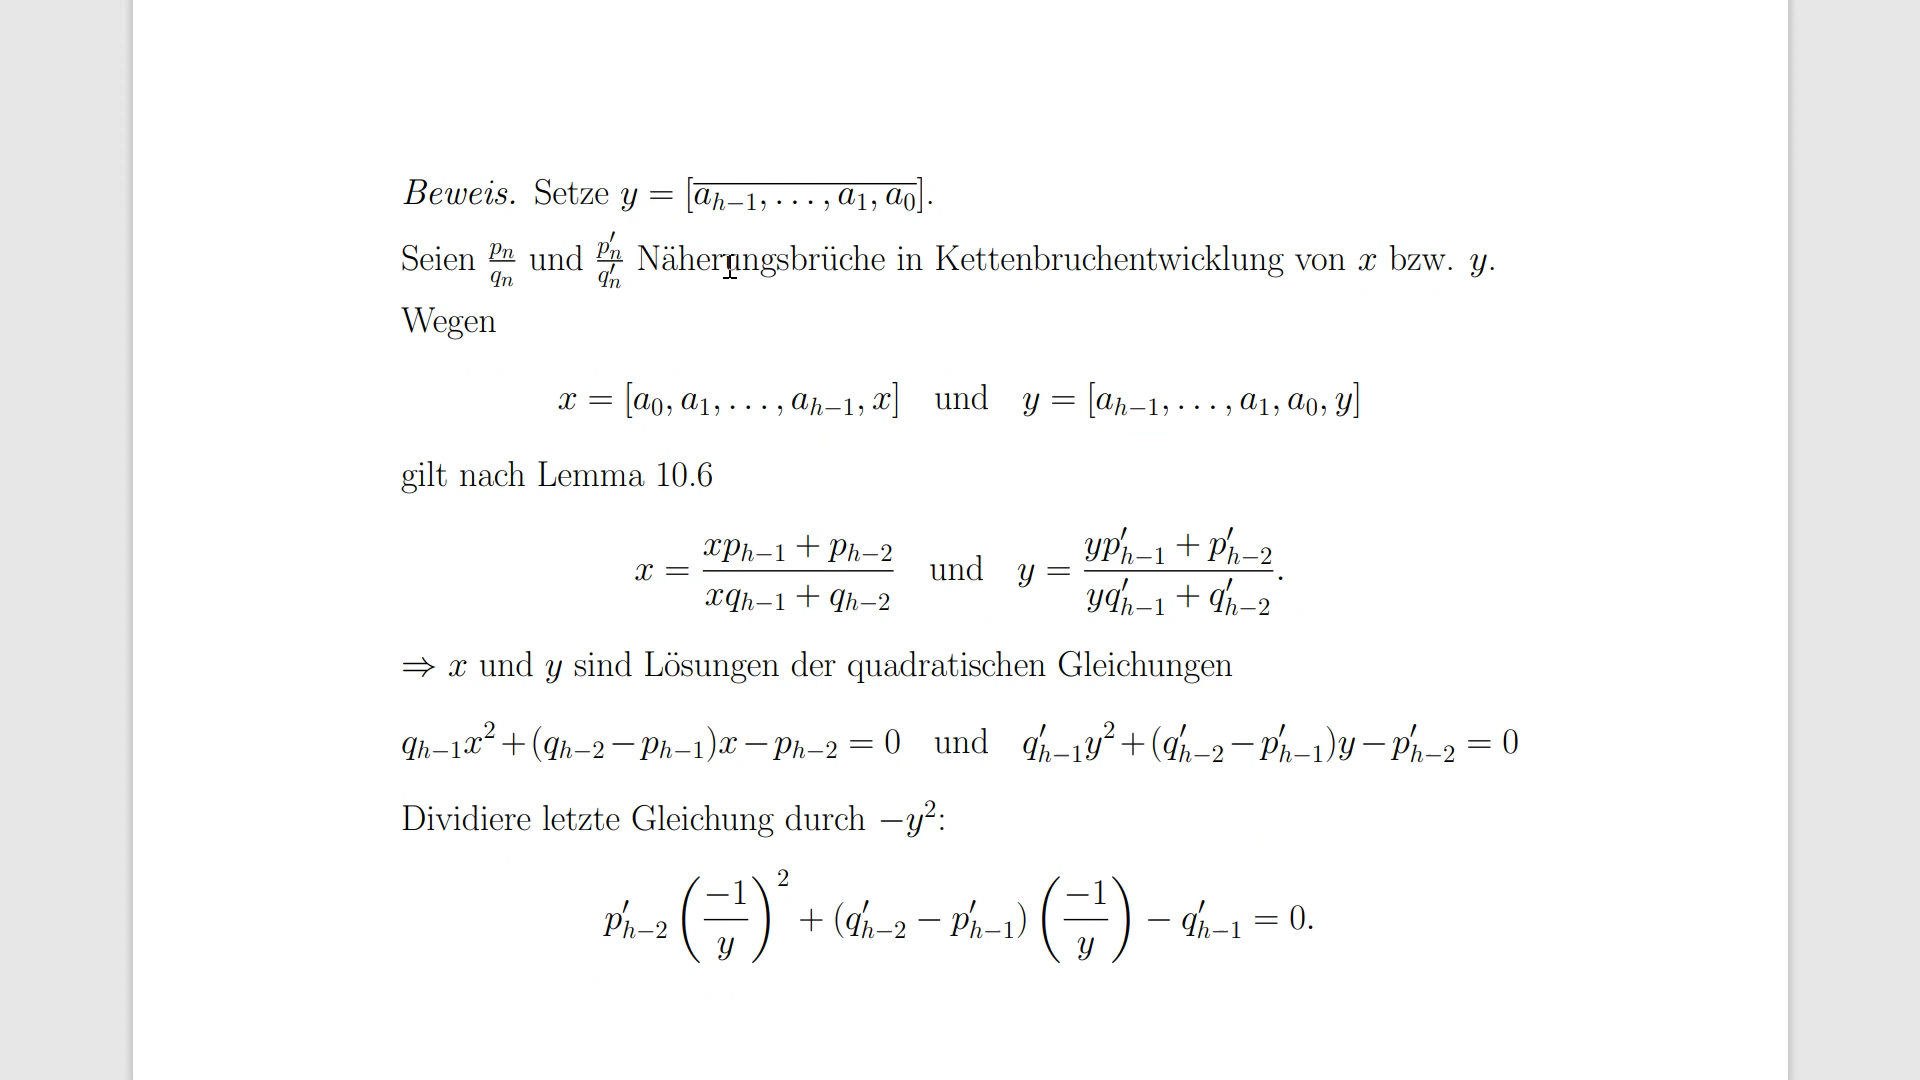 Beweis. Setze $y = [\overline{a_{h-1}, \ldots, a_1, a_0}]$.
Seien $\frac{p_n}{q_n}$ und $\frac{p'_n}{q'_n}$ Näherungsbrüche in Kettenbruchentwicklung von $x$ bzw. $y$.
Wegen
$x = [a_0, a_1, \ldots, a_{h-1}, x]$ und $y = [a_{h-1}, \ldots, a_1, a_0, y]$
gilt nach Lemma 10.6
$x = \frac{xp_{h-1} + p_{h-2}}{xq_{h-1} + q_{h-2}}$ und $y = \frac{yp'_{h-1} + p'_{h-2}}{yq'_{h-1} + q'_{h-2}}.$
$\Rightarrow$ $x$ und $y$ sind Lösungen der quadratischen Gleichungen
$q_{h-1}x^2 + (q_{h-2} - p_{h-1})x - p_{h-2} = 0$ und $q'_{h-1}y^2 + (q'_{h-2} - p'_{h-1})y - p'_{h-2} = 0$
Dividiere letzte Gleichung durch $-y^2$:
$p'_{h-2} \left(\frac{-1}{y}\right)^2 + (q'_{h-2} - p'_{h-1}) \left(\frac{-1}{y}\right) - q'_{h-1} = 0.$